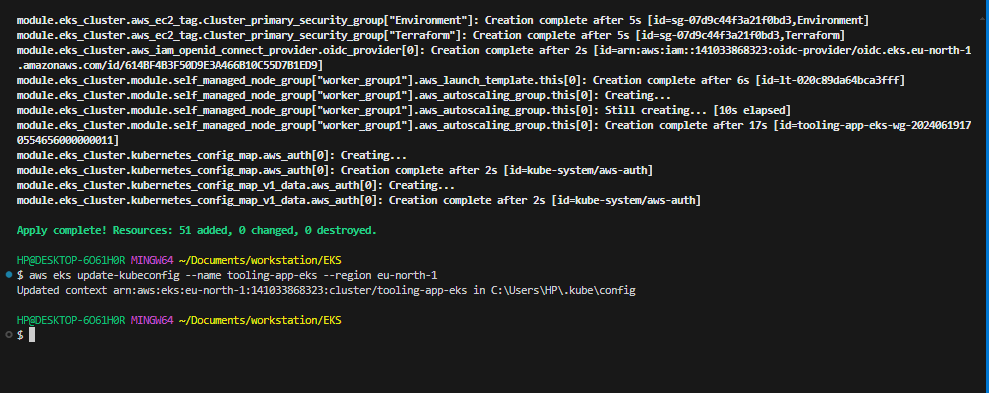 module.eks_cluster.aws_ec2_tag.cluster_primary_security_group["Environment"]: Creation complete after 5s [id=sg-07d9c44f3a21f0bd3,Environment]
module.eks_cluster.aws_ec2_tag.cluster_primary_security_group["Terraform"]: Creation complete after 5s [id=sg-07d9c44f3a21f0bd3,Terraform]
module.eks_cluster.aws_iam_openid_connect_provider.oidc_provider[0]: Creation complete after 2s [id=arn:aws:iam::141033868323:oidc-provider/oidc.eks.eu-north-1
.amazonaws.com/id/614BF4B3F50D9E3A466B10C55D7B1ED9]
module.eks_cluster.module.self_managed_node_group["worker_group1"].aws_launch_template.this[0]: Creation complete after 6s [id=lt-020c89da64bca3fff]
module.eks_cluster.module.self_managed_node_group["worker_group1"].aws_autoscaling_group.this[0]: Creating...
module.eks_cluster.module.self_managed_node_group["worker_group1"].aws_autoscaling_group.this[0]: Still creating... [10s elapsed]
module.eks_cluster.module.self_managed_node_group["worker_group1"].aws_autoscaling_group.this[0]: Creation complete after 17s [id=tooling-app-eks-wg-2024061917
0554656000000011]
module.eks_cluster.kubernetes_config_map.aws_auth[0]: Creating...
module.eks_cluster.kubernetes_config_map.aws_auth[0]: Creation complete after 2s [id=kube-system/aws-auth]
module.eks_cluster.kubernetes_config_map_v1_data.aws_auth[0]: Creating...
module.eks_cluster.kubernetes_config_map_v1_data.aws_auth[0]: Creation complete after 2s [id=kube-system/aws-auth]
Apply complete! Resources: 51 added, 0 changed, 0 destroyed.
HP@DESKTOP-6O61H0R MINGW64 ~/Documents/workstation/EKS
$ aws eks update-kubeconfig --name tooling-app-eks --region eu-north-1
Updated context arn:aws:eks:eu-north-1:141033868323:cluster/tooling-app-eks in C:\Users\HP\.kube\config
HP@DESKTOP-6O61H0R MINGW64 ~/Documents/workstation/EKS
$